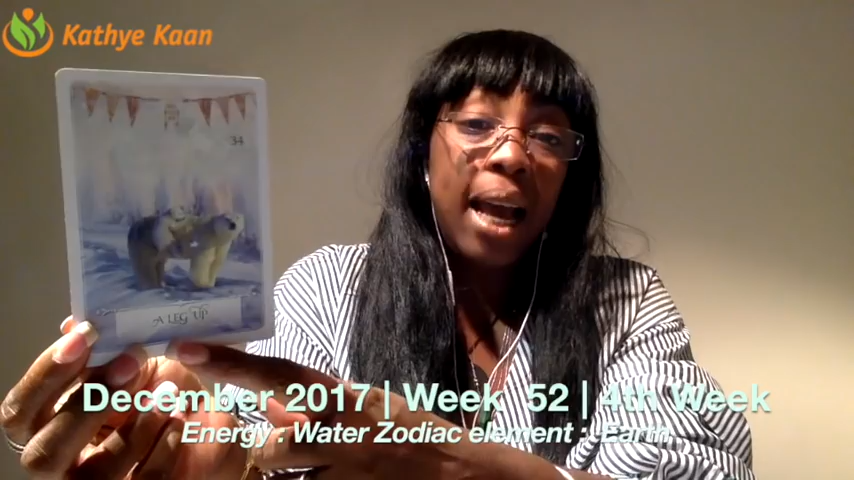 Kathye Kaan
34
A LEG UP
December 2017 | Week 52 | 4th Week
Energy : Water Zodiac element : Earth